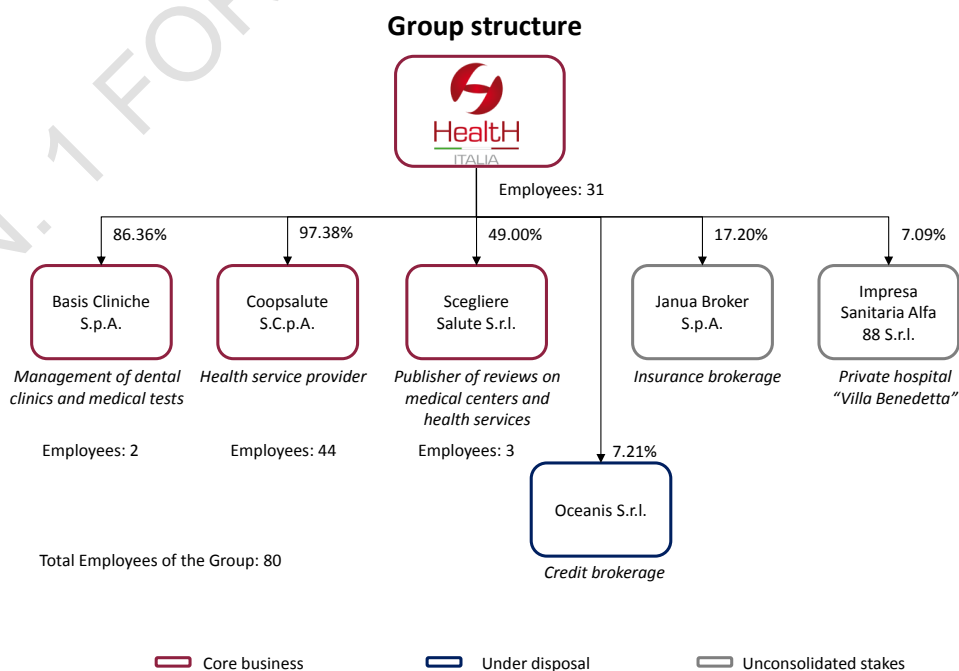 Group structure
HealtH
ITALIA
Employees: 31
86.36%
97.38%
49.00%
17.20%
7.09%
Basis Cliniche
S.p.A.
Coopsalute
S.C.p.A.
Scegliere
Salute S.r.l.
Janua Broker
S.p.A.
Impresa
Sanitaria Alfa
88 S.r.l.
Management of dental
clinics and medical tests
Health service provider
Publisher of reviews on
medical centers and
health services
Insurance brokerage
Private hospital
“Villa Benedetta”
Employees: 2
Employees: 44
Employees: 3
7.21%
Oceanis S.r.l.
Credit brokerage
Total Employees of the Group: 80
Core business
Under disposal
Unconsolidated stakes
N. 1 FO